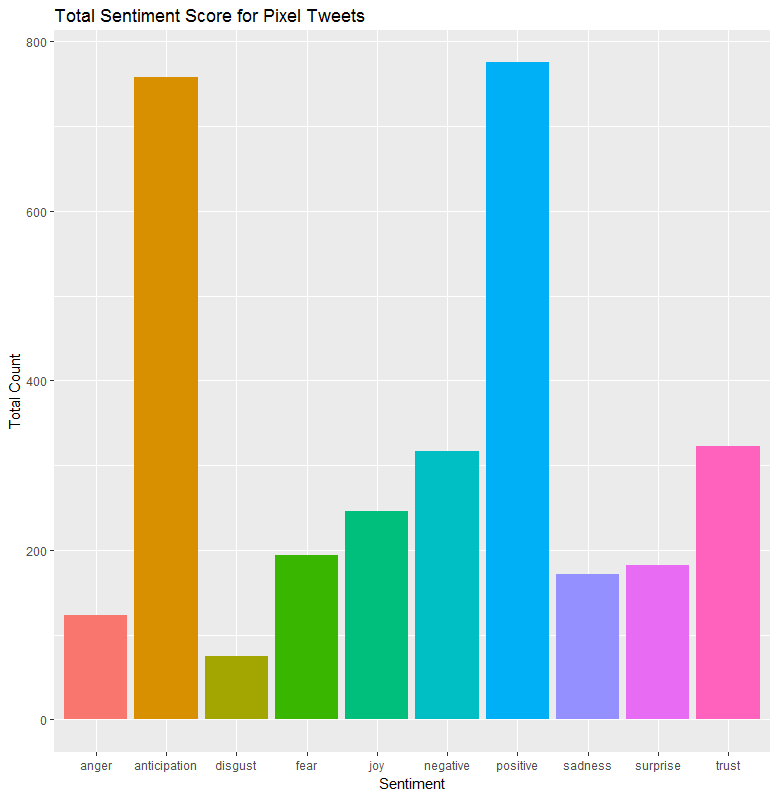 Total Sentiment Score for Pixel Tweets
800
600
400
200
0
Total Count
anger anticipation disgust fear joy negative positive sadness surprise trust
Sentiment